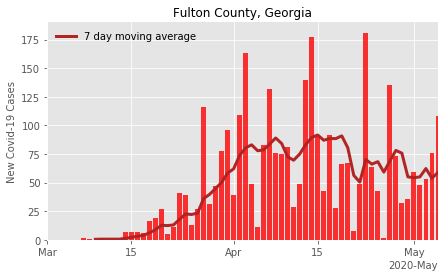 Fulton County, Georgia
7 day moving average
New Covid-19 Cases
175
150
125
100
75
50
25
0
Mar 15 Apr 15 May
2020-May